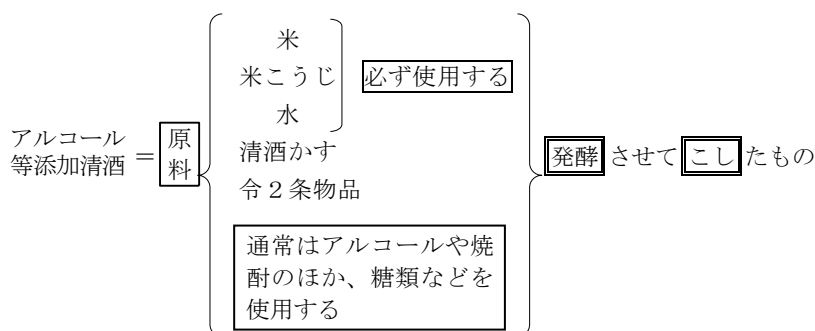 米
米こうじ
水
必ず使用する
アルコール
等添加清酒
＝
原
料
清酒かす
令２条物品
通常はアルコールや焼
酎のほか、糖類などを
使用する
発酵させてこしたもの